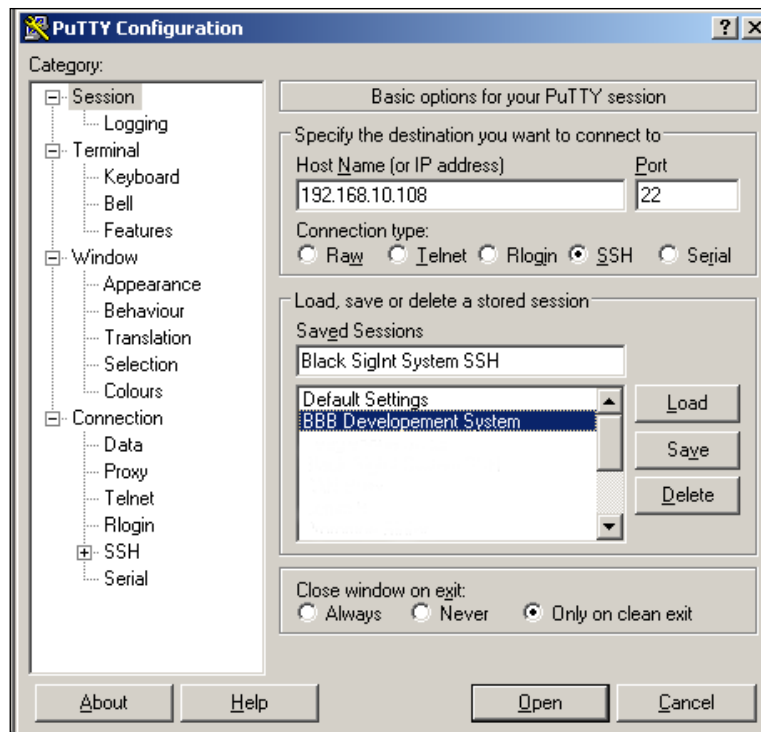 PuTTY Configuration
Category:
Session
Logging
Terminal
Keyboard
Bell
Features
Window
Appearance
Behaviour
Translation
Selection
Colours
Connection
Data
Proxy
Telnet
Rlogin
SSH
Serial
Basic options for your PuTTY session
Specify the destination you want to connect to
Host Name (or IP address) Port
192.168.10.108 22
Connection type:
Raw Telnet Rlogin SSH Serial
Load, save or delete a stored session
Saved Sessions
Black SigInt System SSH
Default Settings
BBB Developement System
Load
Save
Delete
Close window on exit:
Always Never Only on clean exit
About Help Open Cancel